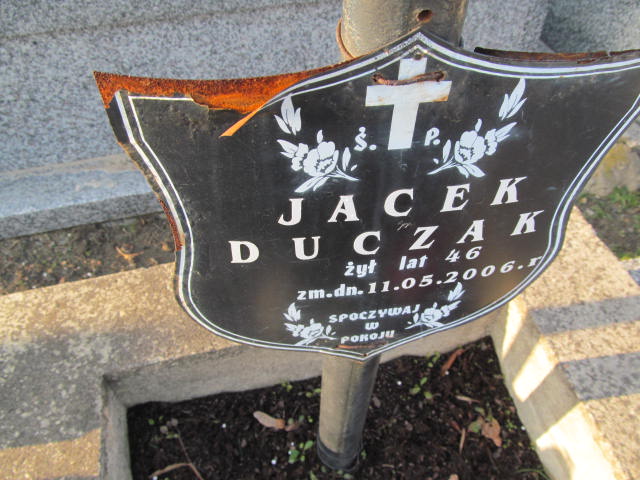 Ś. P.
JACEK
DUCZAK
żył lat 46
zm.dn.11.05.2006.r
SPOCZYWAJ
W
POKOJU